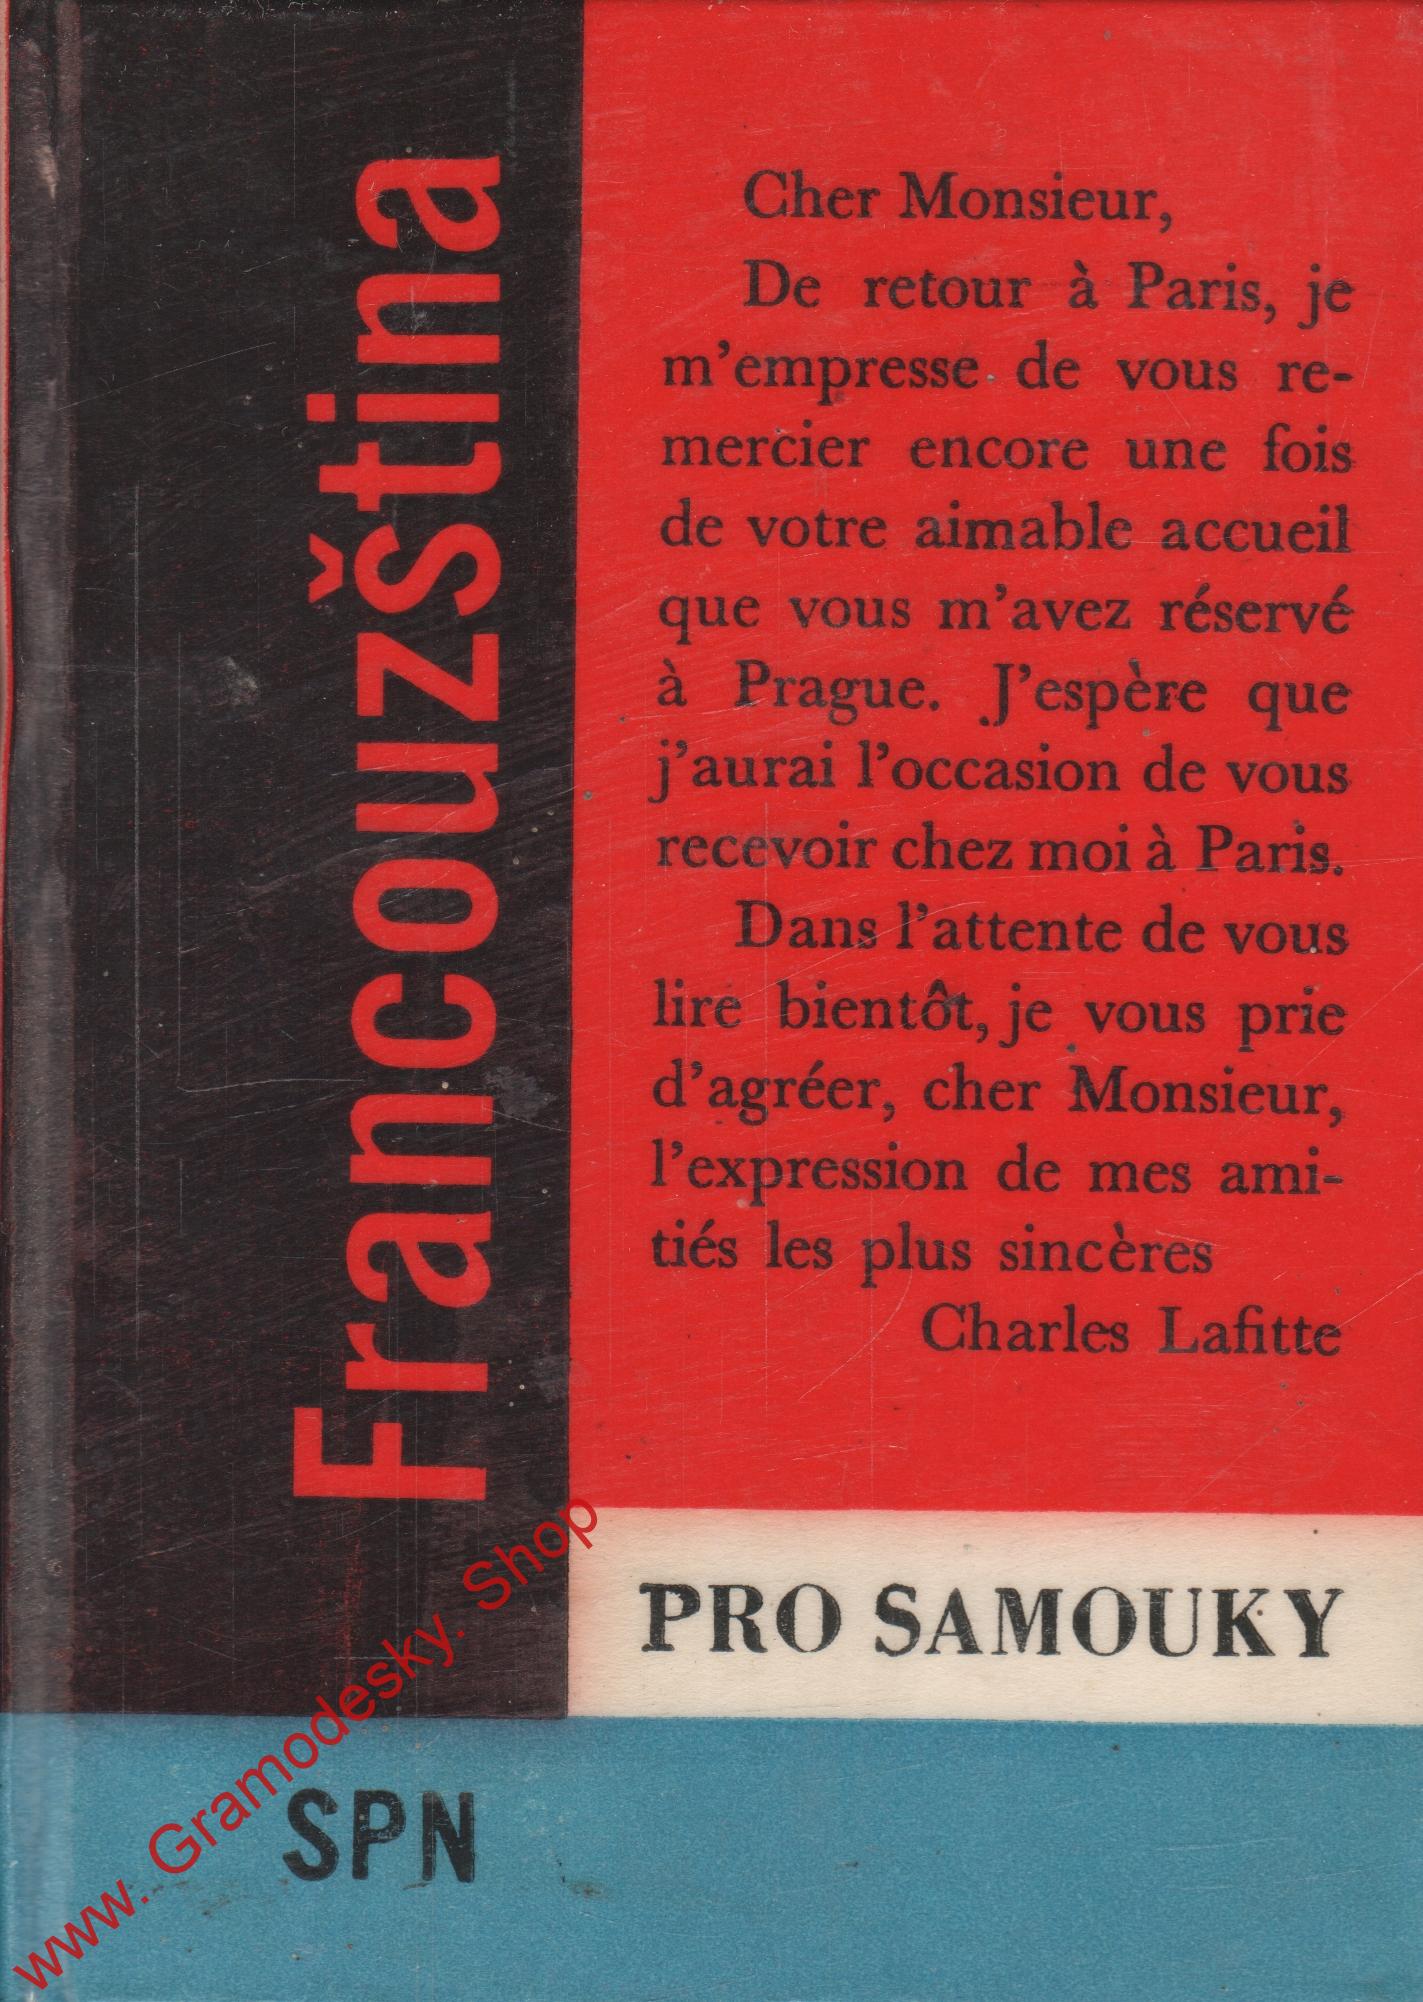 Francouzština
Cher Monsieur,
De retour à Paris, je
m'empresse de vous re-
mercier encore une fois
de votre aimable accueil
que vous m'avez réservé
à Prague. J'espère que
j'aurai l'occasion de vous
recevoir chez moi à Paris.
Dans l'attente de vous
lire bientôt, je vous prie
d'agréer, cher Monsieur,
l'expression de mes ami-
tiés les plus sincères
Charles Lafitte
PRO SAMOUKY
SPN
www. Gramodesky. Shop